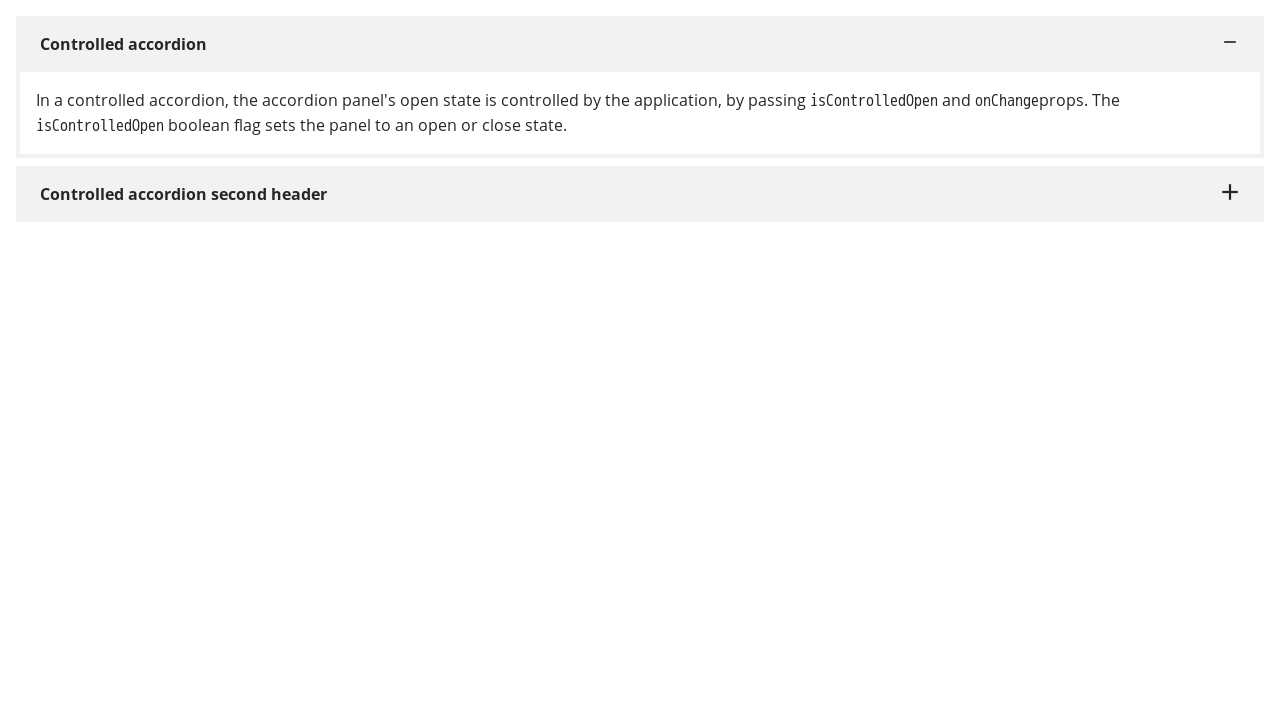 Controlled accordion
In a controlled accordion, the accordion panel's open state is controlled by the application, by passing isControlledOpen and onChangeprops. The
isControlledOpen boolean flag sets the panel to an open or close state.
Controlled accordion second header